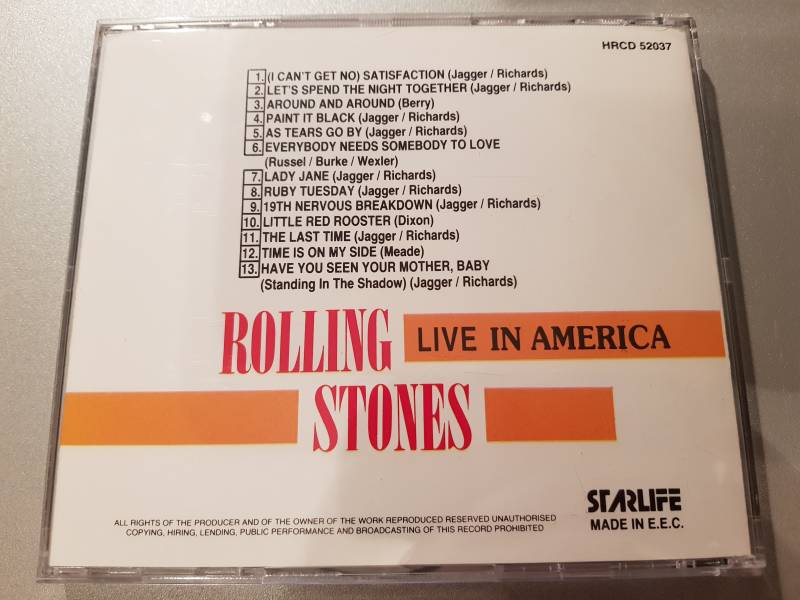 HRCD 52037
1. (I CAN'T GET NO) SATISFACTION (Jagger / Richards)
2. LET'S SPEND THE NIGHT TOGETHER (Jagger / Richards)
3. AROUND AND AROUND (Berry)
4. PAINT IT BLACK (Jagger / Richards)
5. AS TEARS GO BY (Jagger / Richards)
6. EVERYBODY NEEDS SOMEBODY TO LOVE
(Russel / Burke / Wexler)
7. LADY JANE (Jagger / Richards)
8. RUBY TUESDAY (Jagger / Richards)
9. 19TH NERVOUS BREAKDOWN (Jagger / Richards)
10. LITTLE RED ROOSTER (Dixon)
11. THE LAST TIME (Jagger / Richards)
12. TIME IS ON MY SIDE (Meade)
13. HAVE YOU SEEN YOUR MOTHER, BABY
(Standing In The Shadow) (Jagger / Richards)
ROLLING LIVE IN AMERICA
STONES
STARLIFE
MADE IN E.E.C.
ALL RIGHTS OF THE PRODUCER AND OF THE OWNER OF THE WORK REPRODUCED RESERVED UNAUTHORISED
COPYING, HIRING, LENDING, PUBLIC PERFORMANCE AND BROADCASTING OF THIS RECORD PROHIBITED